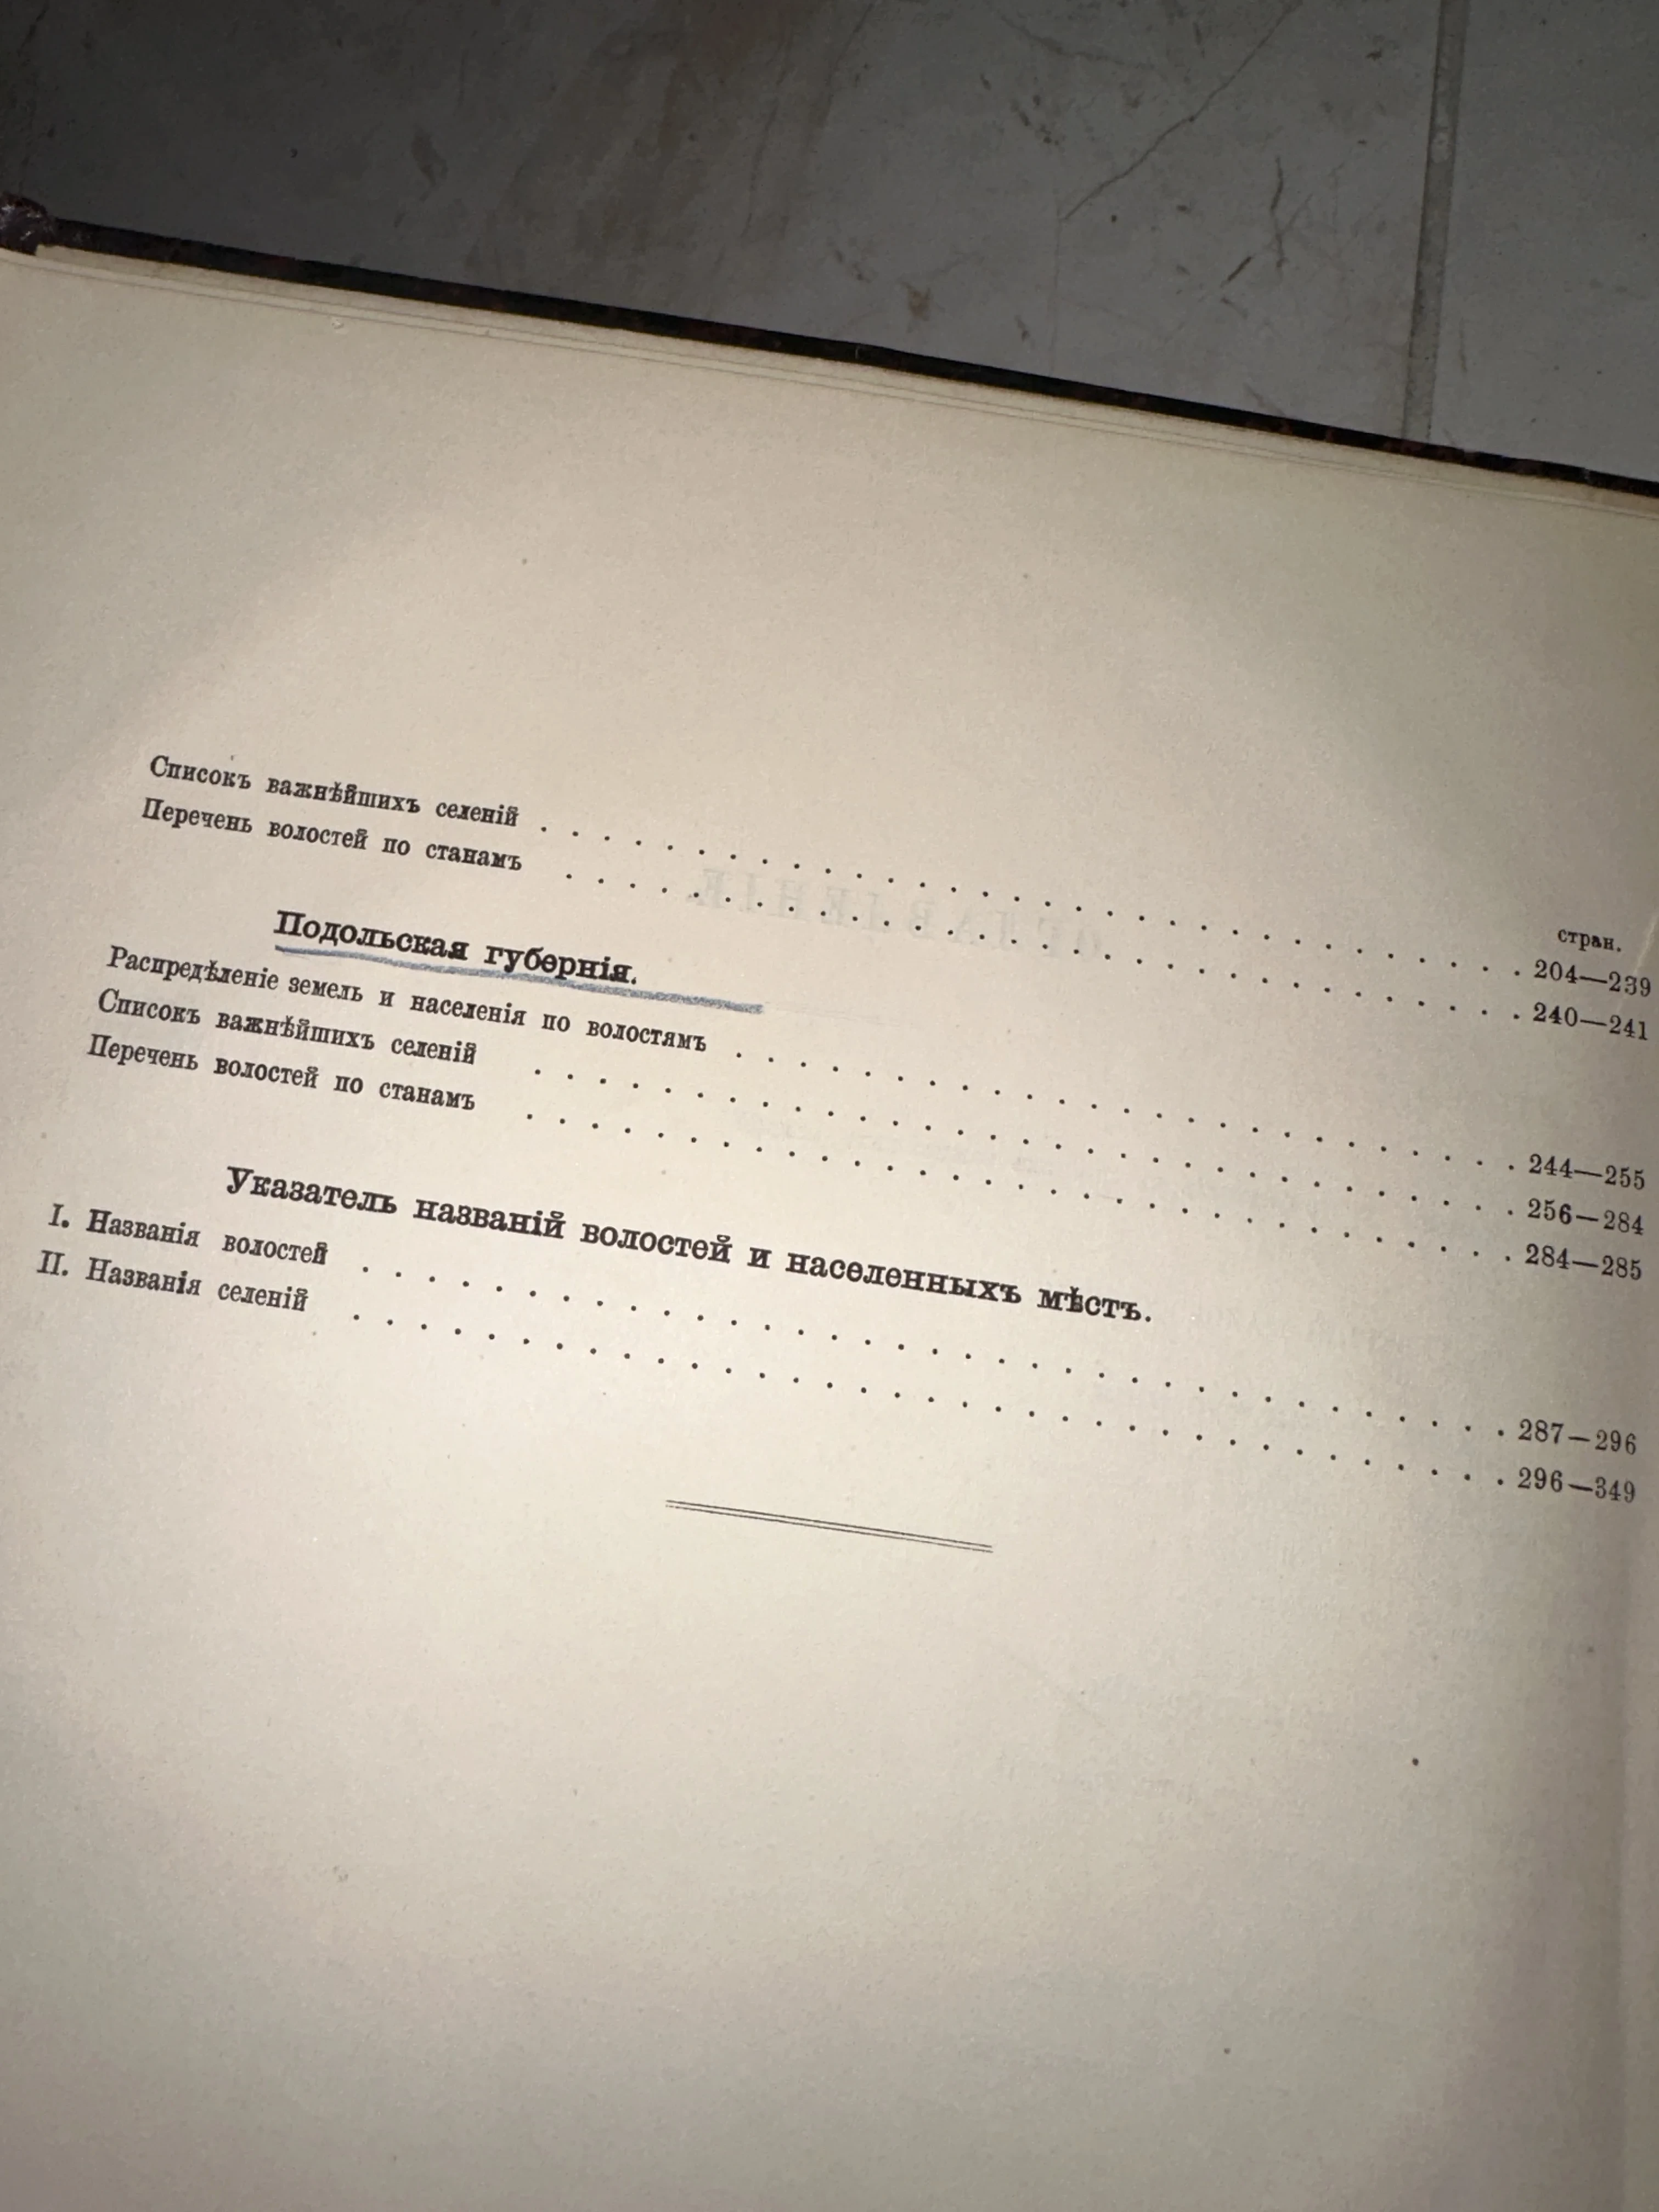 стран.
Списокъ важнѣйшихъ селеній . . . . . . . . . . . . . . . . . . . . . . . . . . . . . . . . 204—239
Перечень волостей по станамъ . . . . . . . . . . . . . . . . . . . . . . . . . . . . . . . 240—241
Подольская губернія.
Распредѣленіе земель и населенія по волостямъ . . . . . . . . . . . . . . . . . . . . . . . . . 244—255
Списокъ важнѣйшихъ селеній . . . . . . . . . . . . . . . . . . . . . . . . . . . . . . . 256—284
Перечень волостей по станамъ . . . . . . . . . . . . . . . . . . . . . . . . . . . . . . . 284—285
Указатель названій волостей и населенныхъ мѣстъ.
I. Названія волостей . . . . . . . . . . . . . . . . . . . . . . . . . . . . . . . . . . . 287—296
II. Названія селеній . . . . . . . . . . . . . . . . . . . . . . . . . . . . . . . . . . . 296—349